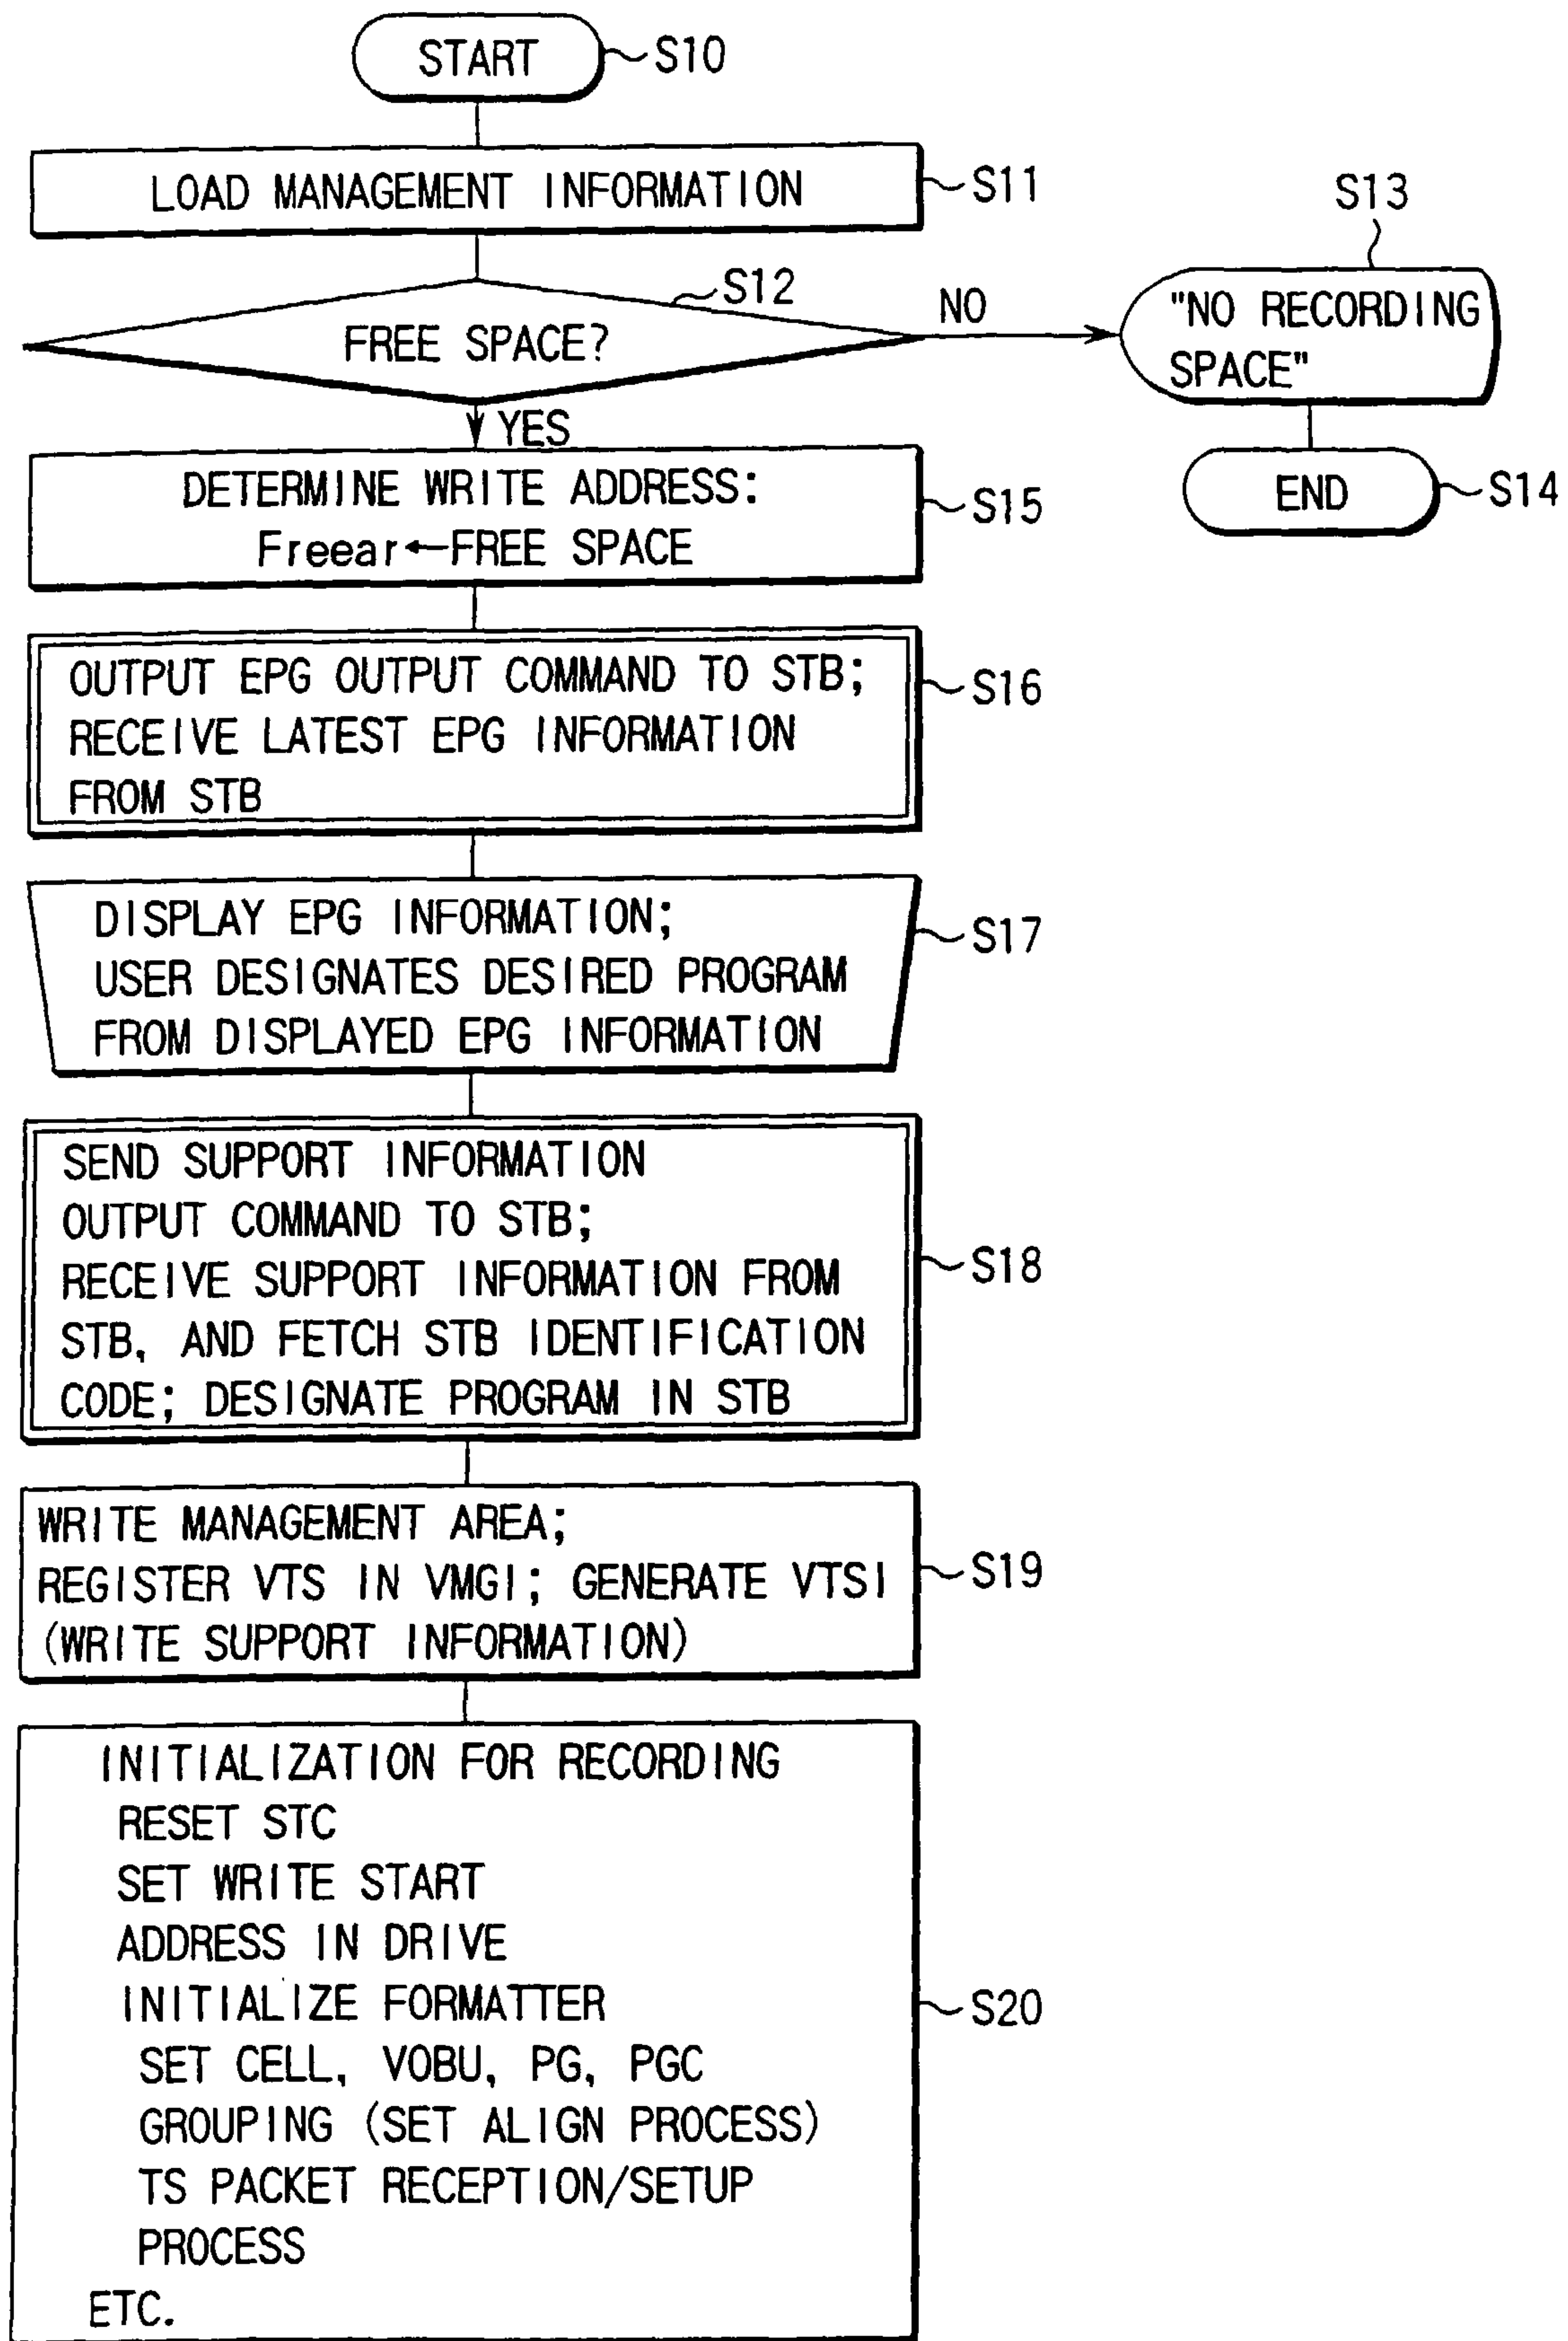 START
S10
LOAD MANAGEMENT INFORMATION
S11
FREE SPACE?
S12
NO
S13
"NO RECORDING
SPACE"
END
S14
YES
DETERMINE WRITE ADDRESS:
Freear←FREE SPACE
S15
OUTPUT EPG OUTPUT COMMAND TO STB;
RECEIVE LATEST EPG INFORMATION
FROM STB
S16
DISPLAY EPG INFORMATION;
USER DESIGNATES DESIRED PROGRAM
FROM DISPLAYED EPG INFORMATION
S17
SEND SUPPORT INFORMATION
OUTPUT COMMAND TO STB;
RECEIVE SUPPORT INFORMATION FROM
STB, AND FETCH STB IDENTIFICATION
CODE; DESIGNATE PROGRAM IN STB
S18
WRITE MANAGEMENT AREA;
REGISTER VTS IN VMGI; GENERATE VTSI
(WRITE SUPPORT INFORMATION)
S19
INITIALIZATION FOR RECORDING
RESET STC
SET WRITE START
ADDRESS IN DRIVE
INITIALIZE FORMATTER
SET CELL, VOBU, PG, PGC
GROUPING (SET ALIGN PROCESS)
TS PACKET RECEPTION/SETUP
PROCESS
ETC.
S20